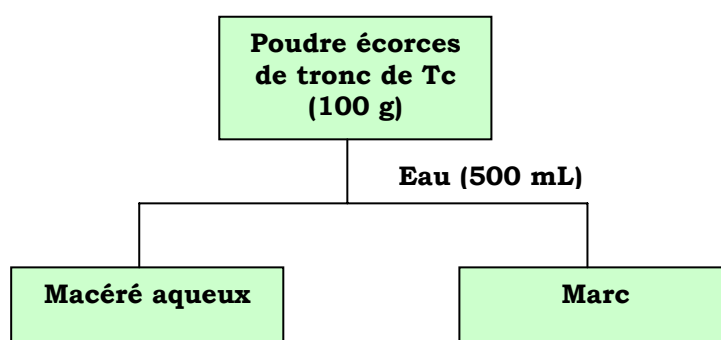 Poudre écorces
de tronc de Tc
(100 g)
Eau (500 mL)
Macéré aqueux
Marc